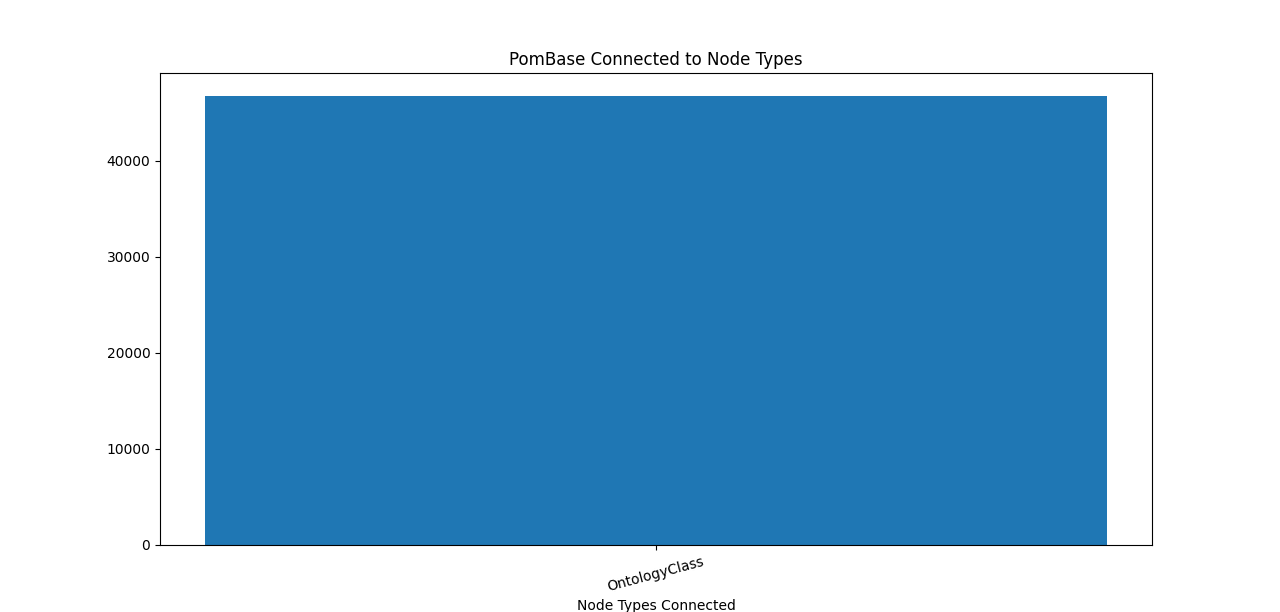 PomBase Connected to Node Types
40000
30000
20000
10000
0
OntologyClass
Node Types Connected